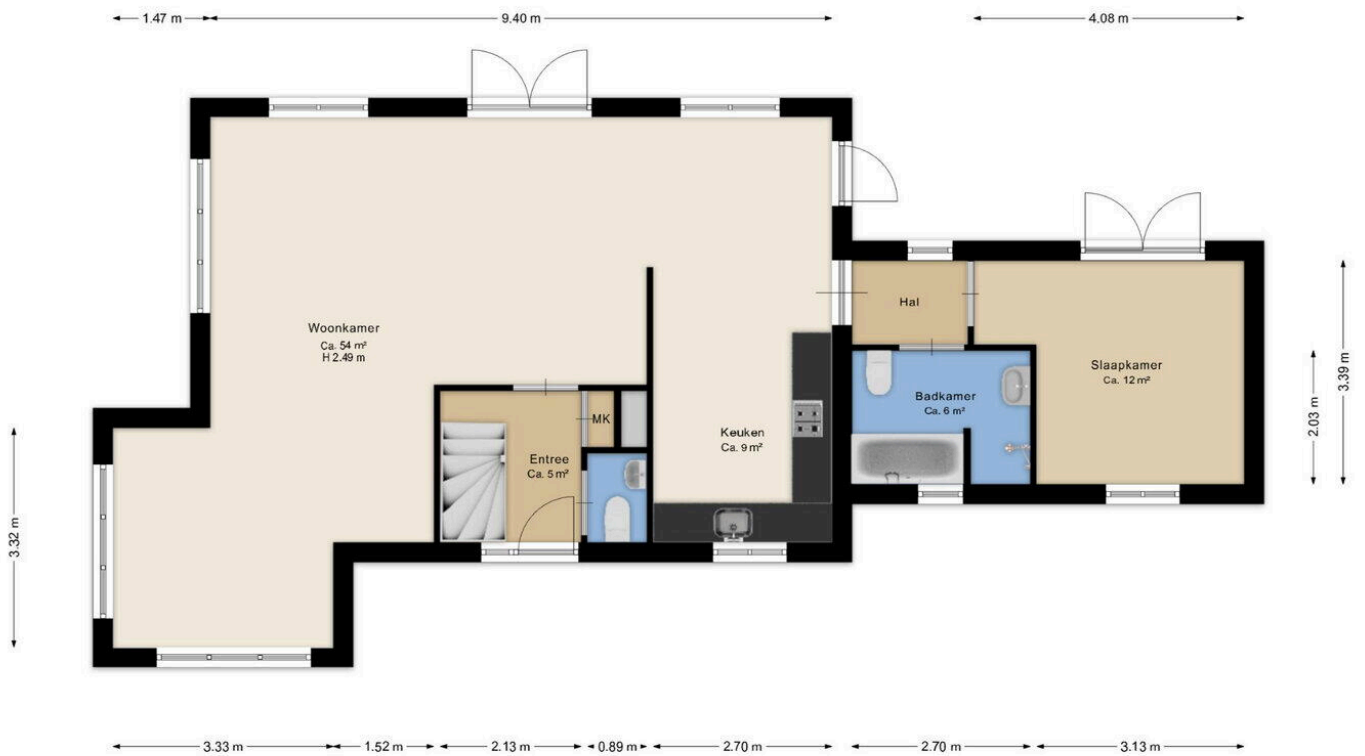 1.47 m
9.40 m
4.08 m
Woonkamer
Ca. 54 m²
H 2.49 m
Hal
Slaapkamer
Ca. 12 m²
Badkamer
Ca. 6 m²
MK
Keuken
Ca. 9 m²
Entree
Ca. 5 m²
3.32 m
2.03 m
3.39 m
3.33 m
1.52 m
2.13 m
0.89 m
2.70 m
2.70 m
3.13 m